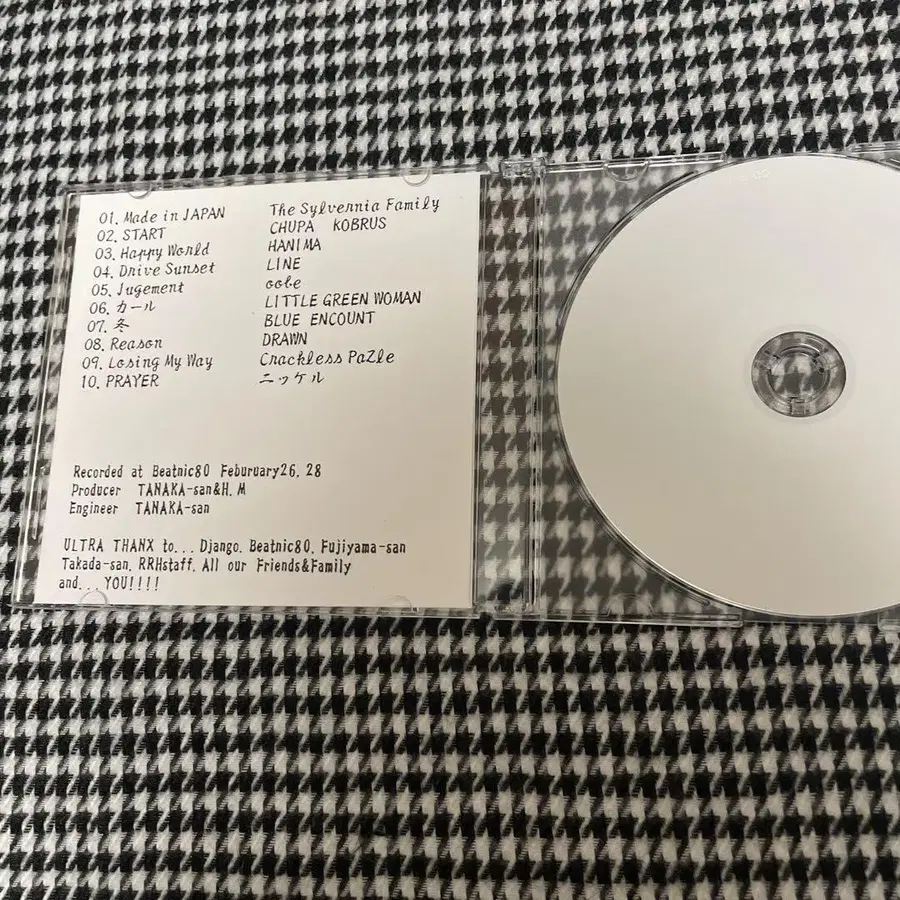 01. Made in JAPAN The Sylvernia Family
02. START CHUPA KOBRUS
03. Happy World HANIMA
04. Drive Sunset LINE
05. Jugement oobe
06. カール LITTLE GREEN WOMAN
07. 冬 BLUE ENCOUNT
08. Reason DRAWN
09. Losing My Way Crackless PaZle
10. PRAYER ニッケル
Recorded at Beatnic80 Feburuary26, 28
Producer TANAKA-san&H.M
Engineer TANAKA-san
ULTRA THANX to... Django. Beatnic80. Fujiyama-san
Takada-san. RRHstaff. All our Friends&Family
and... YOU!!!!